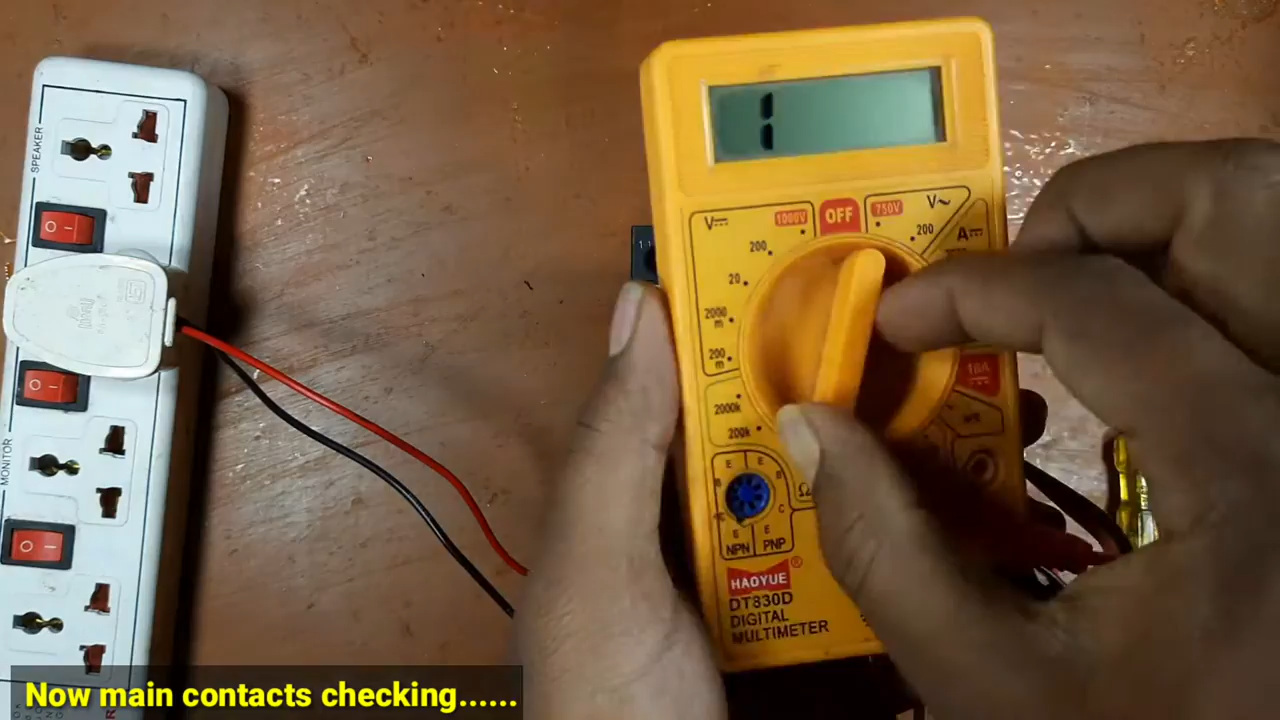 SPEAKER
MONITOR
O I
O I
O I
1
V⎓
1000V
OFF
750V
V~
200
A⎓
200
20
2000
m
200
m
2000k
200k
10A
Ω
E E
B B
C C
E E
NPN PNP
HAOYUE®
DT830D
DIGITAL
MULTIMETER
Now main contacts checking......